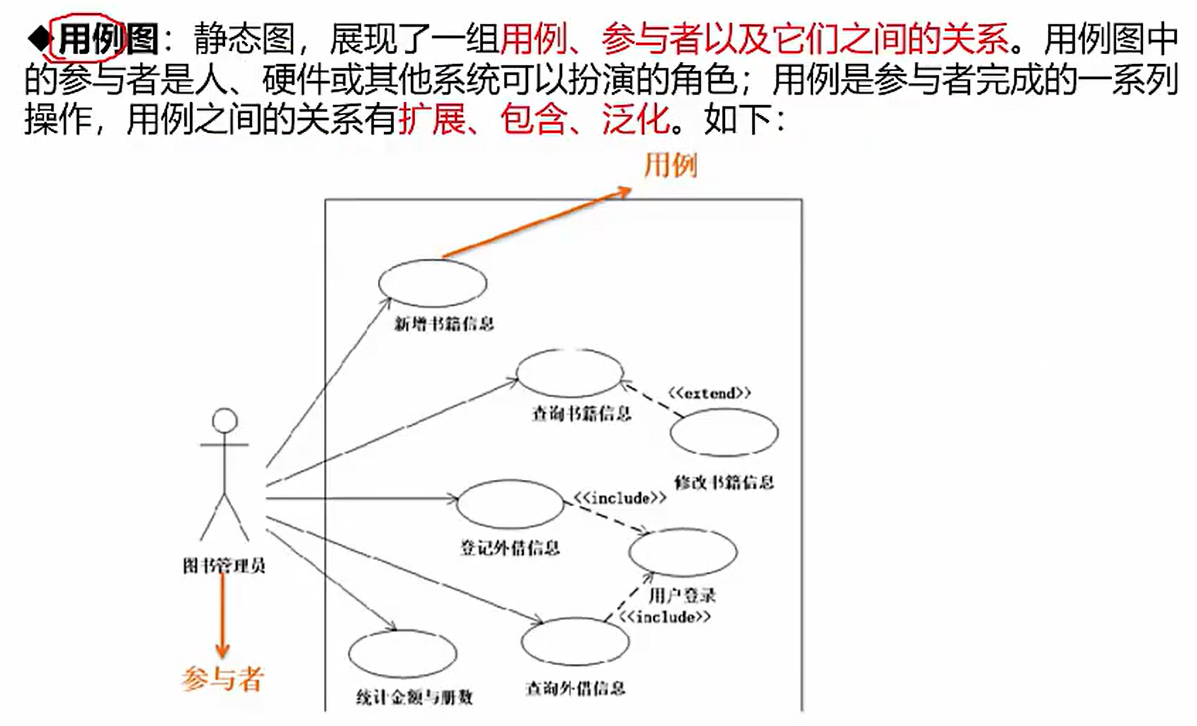 ◆用例图：静态图，展现了一组用例、参与者以及它们之间的关系。用例图中
的参与者是人、硬件或其他系统可以扮演的角色；用例是参与者完成的一系列
操作，用例之间的关系有扩展、包含、泛化。如下：
用例
新增书籍信息
查询书籍信息
<<extend>>
修改书籍信息
<<include>>
登记外借信息
图书管理员
用户登录
<<include>>
参与者
查询外借信息
统计金额与册数